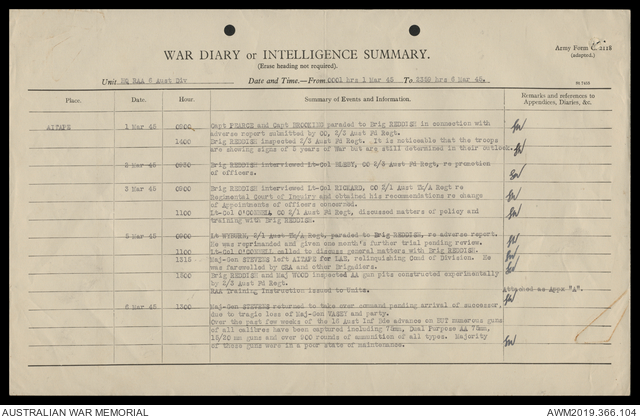 Army Form C. 2118
(adapted.)
WAR DIARY or INTELLIGENCE SUMMARY.
(Erase heading not required).
Unit HQ RAA 6 Aust Div Date and Time.—From 0001 hrs 1 Mar 45 To hrs 6 Mar 45.
Place. Date. Hour. Summary of Events and Information. Remarks and references to Appendices, Diaries, &c.
AITAPE 1 Mar 45 0900 Capt PEARCE and Capt BROOKING paraded to Brig REDDISH in connection with
adverse report submitted by CO, 2/3 Aust Fd Regt.
1400 Brig REDDISH inspected 2/3 Aust Fd Regt. It is noticeable that the troops
are showing signs of 5 years of War but are still determined in their outlook.
2 Mar 45 0930 Brig REDDISH interviewed Lt-Col CO 2/3 Aust Fd Regt, re promotion
of officers.
3 Mar 45 0900 Brig REDDISH interviewed Lt-Col RICKARD, CO 2/1 Aust Tk/A Regt re
Regimental Court of Inquiry and obtained his recommendations re change
of Appointments of officers concerned.
1100 Lt-Col O'CONNELL CO 2/1 Aust Fd Regt, discussed matters of policy and
training with Brig REDDISH.
5 Mar 45 0900 Lt 2/1 Aust Tk/A Regt, paraded to Brig REDDISH, re adverse report.
He was reprimanded and given one month's further trial pending review.
1100 Lt-Col O'CONNELL called to discuss general matters with Brig REDDISH.
1215 Maj-Gen STEVENS left AITAPE for LAE, relinquishing Comd of Division. He
was farewelled by CRA and other Brigadiers.
1500 Brig REDDISH and Maj WOOD inspected AA gun pits constructed experimentally
by 2/3 Aust Fd Regt.
RAA Training Instruction issued to Units. Attached as Appx "A".
6 Mar 45 1500 Maj-Gen STEVENS returned to take over command pending arrival of successor,
due to tragic loss of Maj-Gen VASEY and party.
Over the past few weeks of the 16 Aust Inf Bde advance an numerous guns
of all calibres have been captured including 75mm, Dual Purpose AA 75mm,
15/20 mm guns and over 900 rounds of ammunition of all types. Majority
of these guns were in a poor state of maintenance.
AUSTRALIAN WAR MEMORIAL AWM2019.366.104